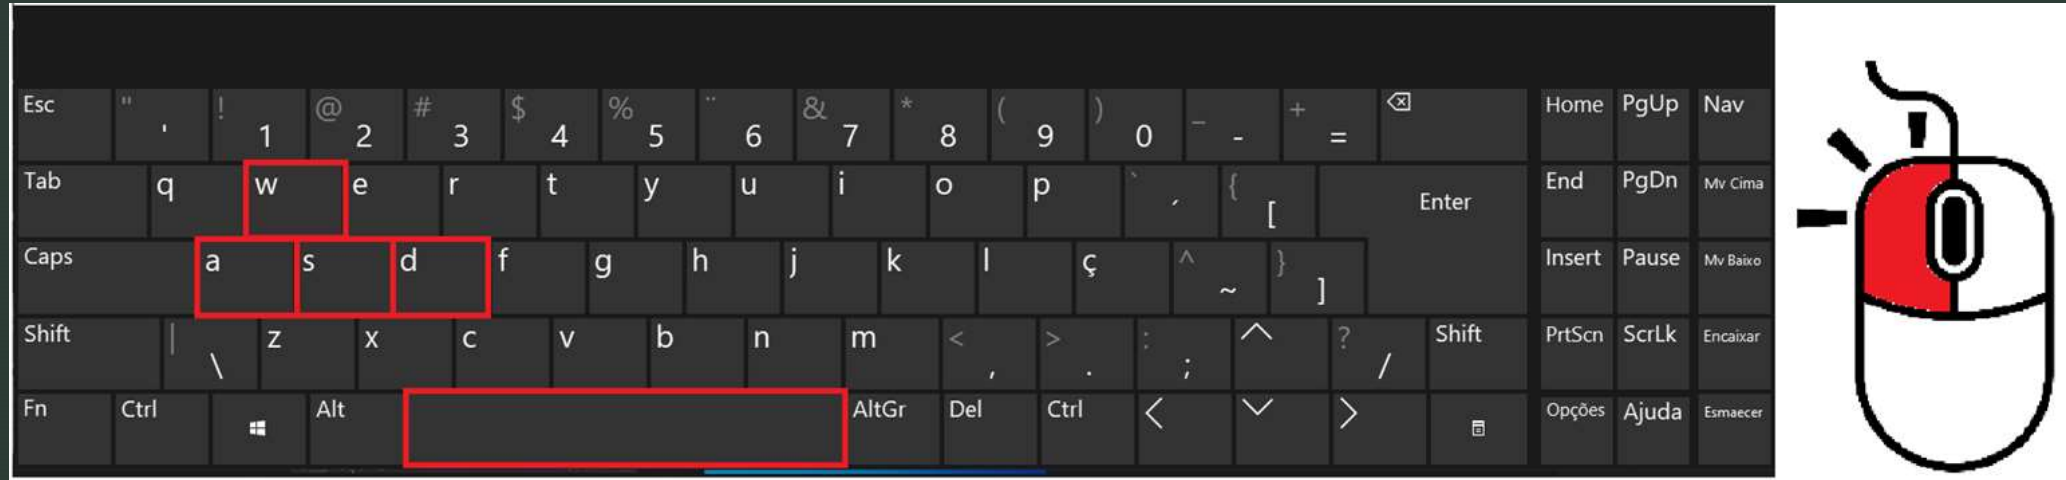 Esc " ' ! 1 @ 2 # 3 $ 4 % 5 ¨ 6 & 7 * 8 ( 9 ) 0 _ - + = Home PgUp Nav
Tab q w e r t y u i o p ` ´ { [ Enter End PgDn Mv Cima
Caps a s d f g h j k l ç ^ ~ } ] Insert Pause Mv Baixo
Shift | \ z x c v b n m < , > . : ; ? / Shift PrtScn ScrLk Encaixar
Fn Ctrl Alt AltGr Del Ctrl Opções Ajuda Esmaecer